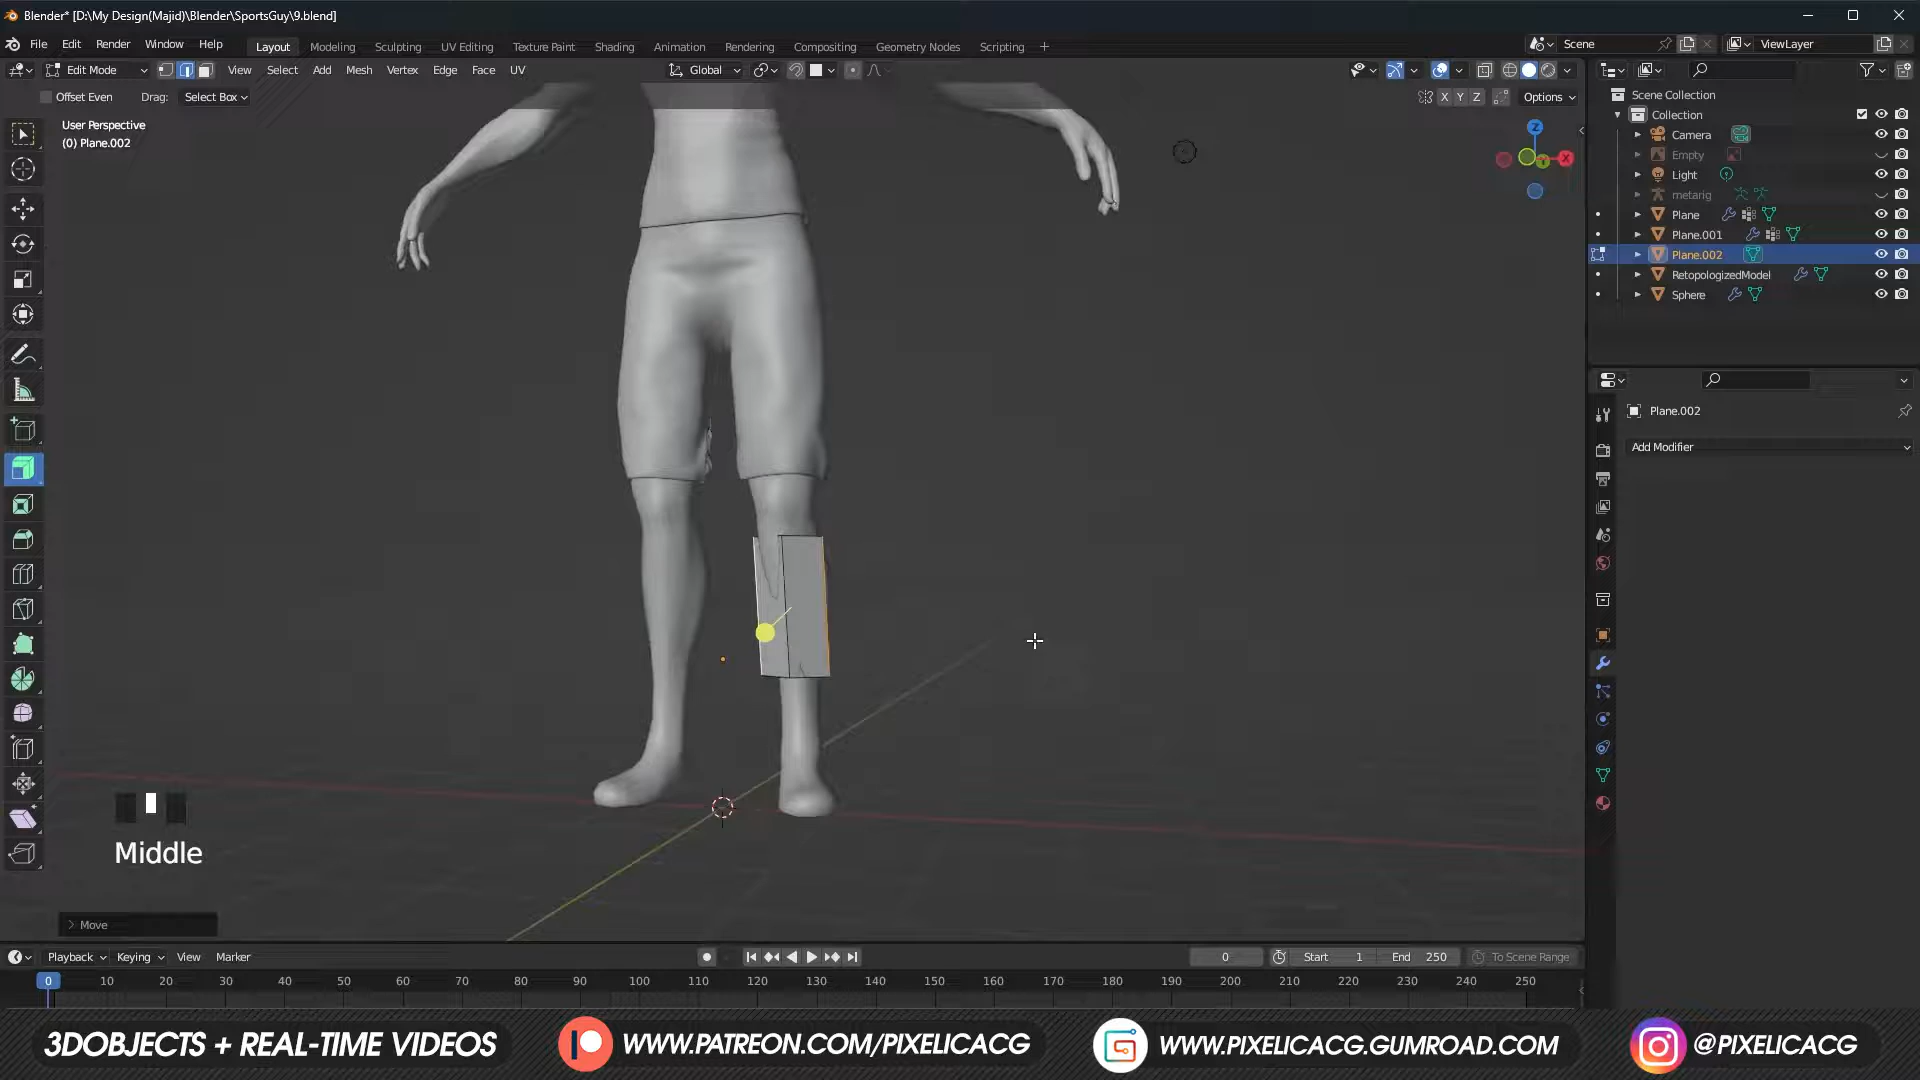 Blender* [D:\My Design(Majid)\Blender\SportsGuy\9.blend]
File Edit Render Window Help Layout Modeling Sculpting UV Editing Texture Paint Shading Animation Rendering Compositing Geometry Nodes Scripting + Scene ViewLayer
Edit Mode View Select Add Mesh Vertex Edge Face UV Global
Offset Even Drag: Select Box X Y Z Options
User Perspective
(0) Plane.002
Z
X
Scene Collection
Collection
Camera
Empty
Light
metarig
Plane
Plane.001
Plane.002
RetopologizedModel
Sphere
Plane.002
Add Modifier
Middle
Move
Playback Keying View Marker 0 Start 1 End 250 To Scene Range
0 10 20 30 40 50 60 70 80 90 100 110 120 130 140 150 160 170 180 190 200 210 220 230 240 250
3DOBJECTS + REAL-TIME VIDEOS WWW.PATREON.COM/PIXELICACG WWW.PIXELICACG.GUMROAD.COM @PIXELICACG